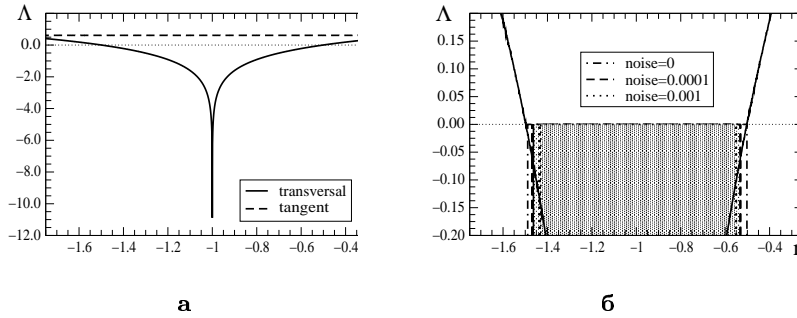 Λ
0.0
−2.0
−4.0
−6.0
−8.0
−10.0
−12.0
−1.6 −1.4 −1.2 −1 −0.8 −0.6 −0.4
transversal
tangent
а
Λ
0.15
0.10
0.05
0.00
−0.05
−0.10
−0.15
−0.20
−1.6 −1.4 −1.2 −1 −0.8 −0.6 −0.4
noise=0
noise=0.0001
noise=0.001
б